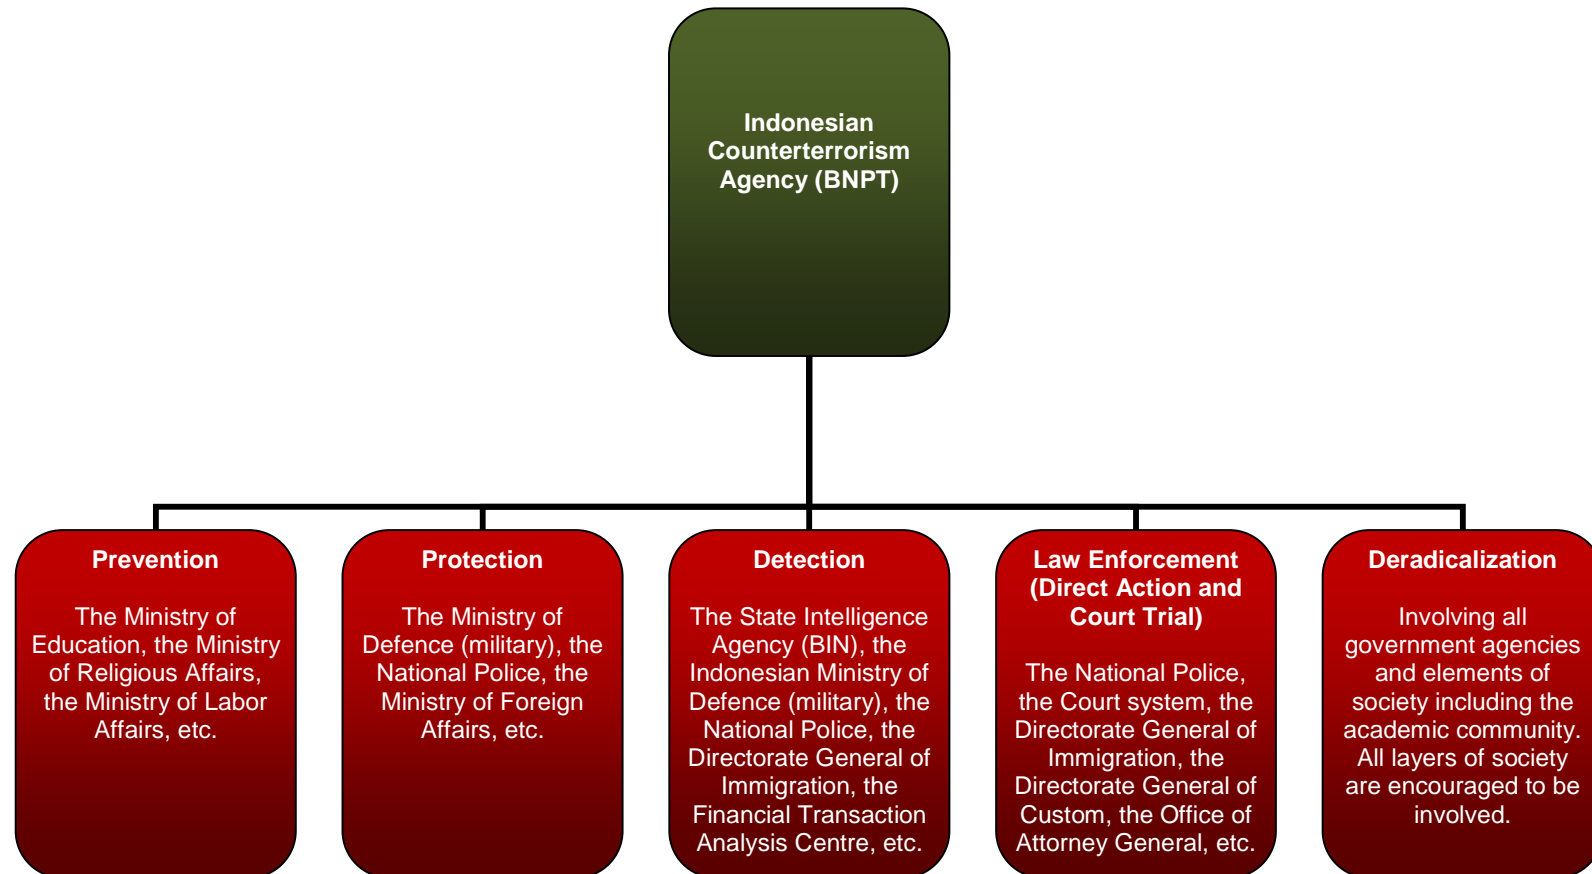 Indonesian
Counterterrorism
Agency (BNPT)
Prevention
The Ministry of
Education, the Ministry
of Religious Affairs,
the Ministry of Labor
Affairs, etc.
Protection
The Ministry of
Defence (military), the
National Police, the
Ministry of Foreign
Affairs, etc.
Detection
The State Intelligence
Agency (BIN), the
Indonesian Ministry of
Defence (military), the
National Police, the
Directorate General of
Immigration, the
Financial Transaction
Analysis Centre, etc.
Law Enforcement
(Direct Action and
Court Trial)
The National Police,
the Court system, the
Directorate General of
Immigration, the
Directorate General of
Custom, the Office of
Attorney General, etc.
Deradicalization
Involving all
government agencies
and elements of
society including the
academic community.
All layers of society
are encouraged to be
involved.